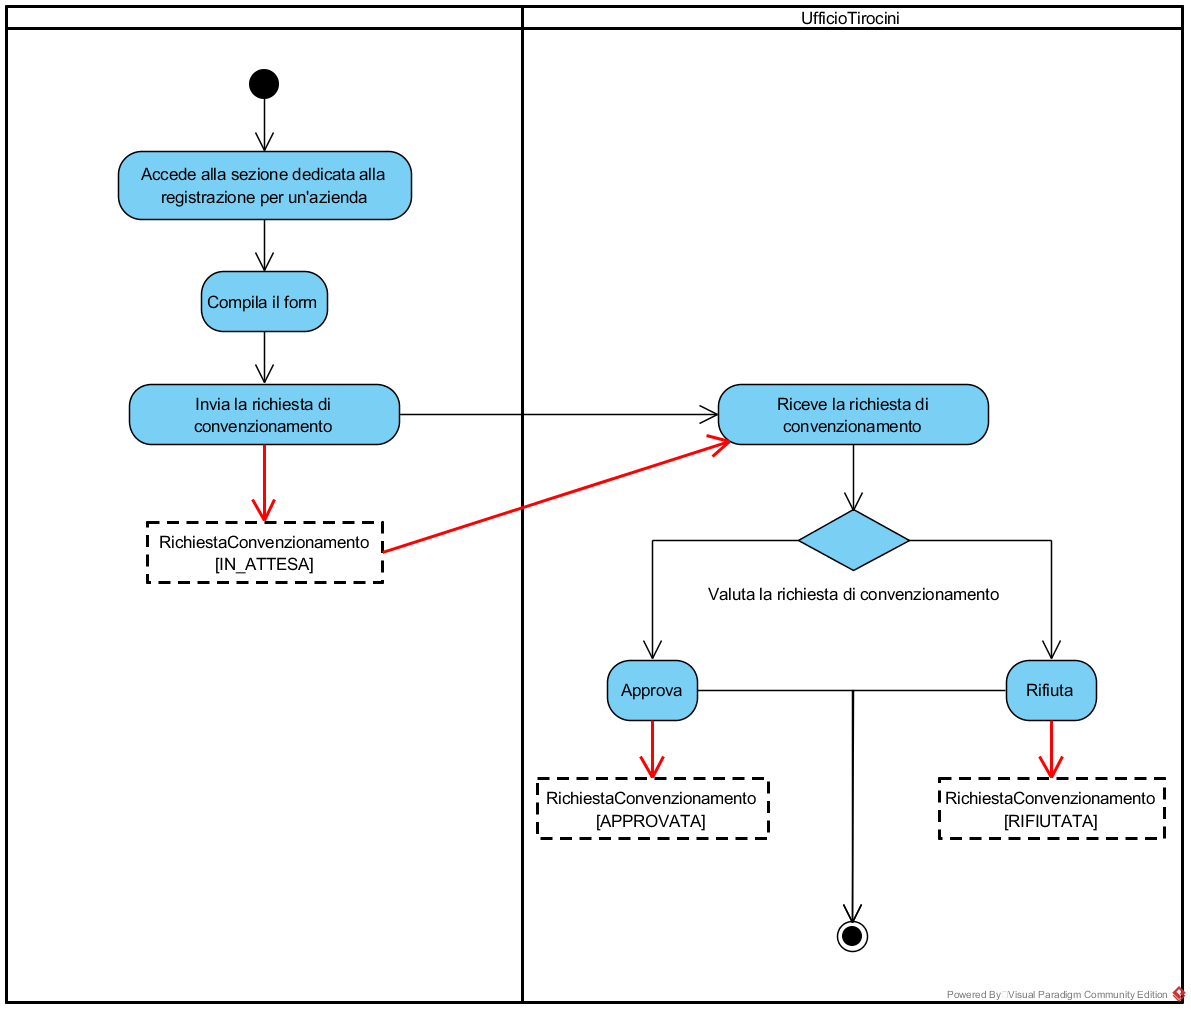 UfficioTirocini
Accede alla sezione dedicata alla
registrazione per un'azienda
Compila il form
Invia la richiesta di
convenzionamento
Riceve la richiesta di
convenzionamento
RichiestaConvenzionamento
[IN_ATTESA]
Valuta la richiesta di convenzionamento
Approva
Rifiuta
RichiestaConvenzionamento
[APPROVATA]
RichiestaConvenzionamento
[RIFIUTATA]
Powered By Visual Paradigm Community Edition